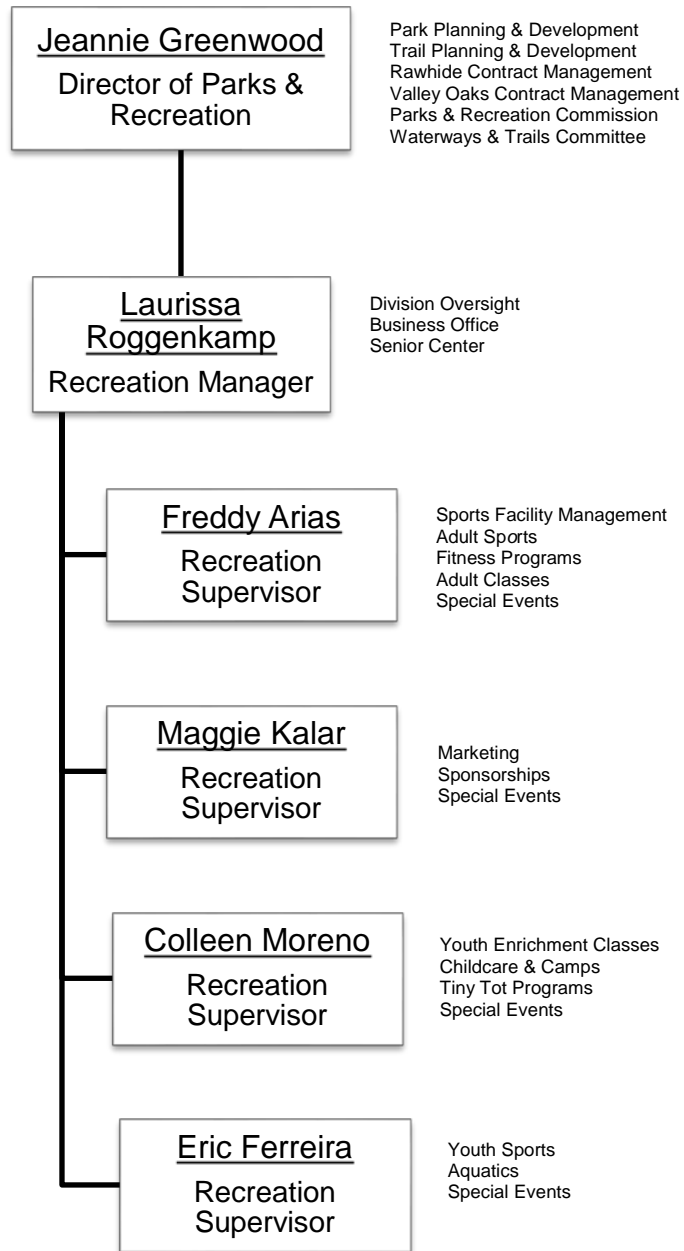 Jeannie Greenwood
Director of Parks &
Recreation
Park Planning & Development
Trail Planning & Development
Rawhide Contract Management
Valley Oaks Contract Management
Parks & Recreation Commission
Waterways & Trails Committee
Laurissa
Roggenkamp
Recreation Manager
Division Oversight
Business Office
Senior Center
Freddy Arias
Recreation
Supervisor
Sports Facility Management
Adult Sports
Fitness Programs
Adult Classes
Special Events
Maggie Kalar
Recreation
Supervisor
Marketing
Sponsorships
Special Events
Colleen Moreno
Recreation
Supervisor
Youth Enrichment Classes
Childcare & Camps
Tiny Tot Programs
Special Events
Eric Ferreira
Recreation
Supervisor
Youth Sports
Aquatics
Special Events